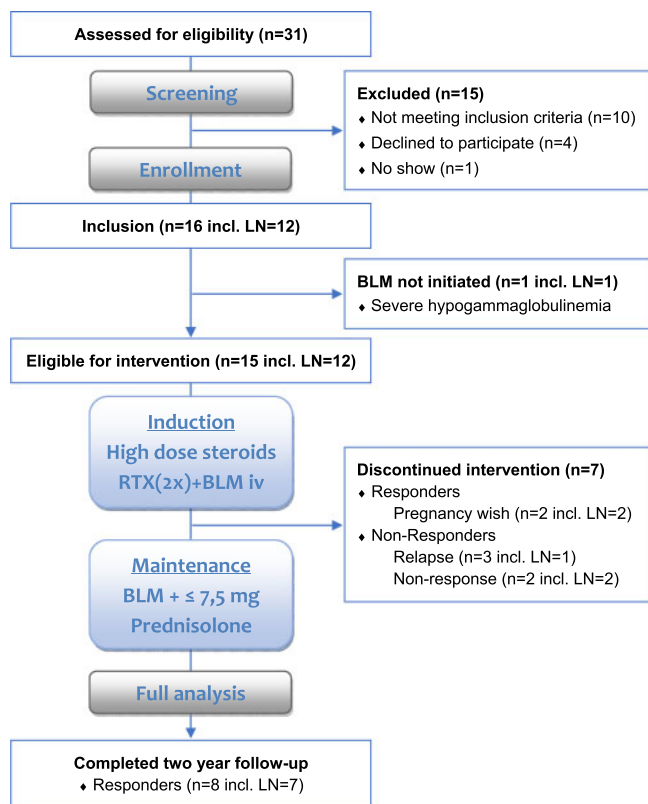 Assessed for eligibility (n=31)
Screening
Excluded (n=15)
♦ Not meeting inclusion criteria (n=10)
♦ Declined to participate (n=4)
♦ No show (n=1)
Enrollment
Inclusion (n=16 incl. LN=12)
BLM not initiated (n=1 incl. LN=1)
♦ Severe hypogammaglobulinemia
Eligible for intervention (n=15 incl. LN=12)
Induction
High dose steroids
RTX(2x)+BLM iv
Discontinued intervention (n=7)
♦ Responders
Pregnancy wish (n=2 incl. LN=2)
♦ Non-Responders
Relapse (n=3 incl. LN=1)
Non-response (n=2 incl. LN=2)
Maintenance
BLM + ≤ 7,5 mg
Prednisolone
Full analysis
Completed two year follow-up
♦ Responders (n=8 incl. LN=7)